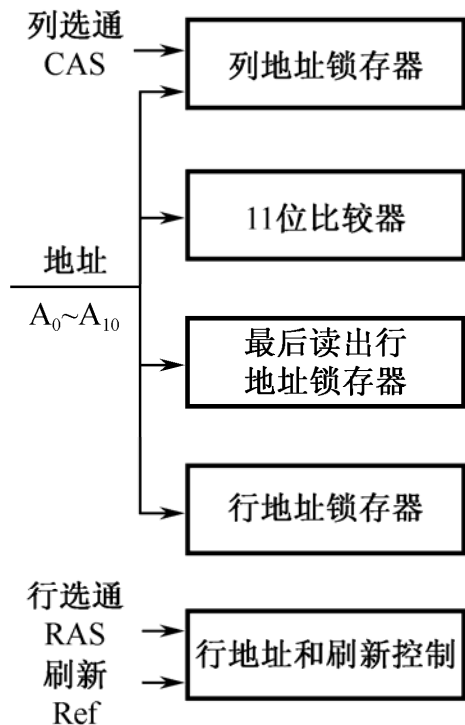 列选通
CAS
列地址锁存器
11位比较器
地址
A₀~A₁₀
最后读出行
地址锁存器
行地址锁存器
行选通
RAS
刷新
Ref
行地址和刷新控制